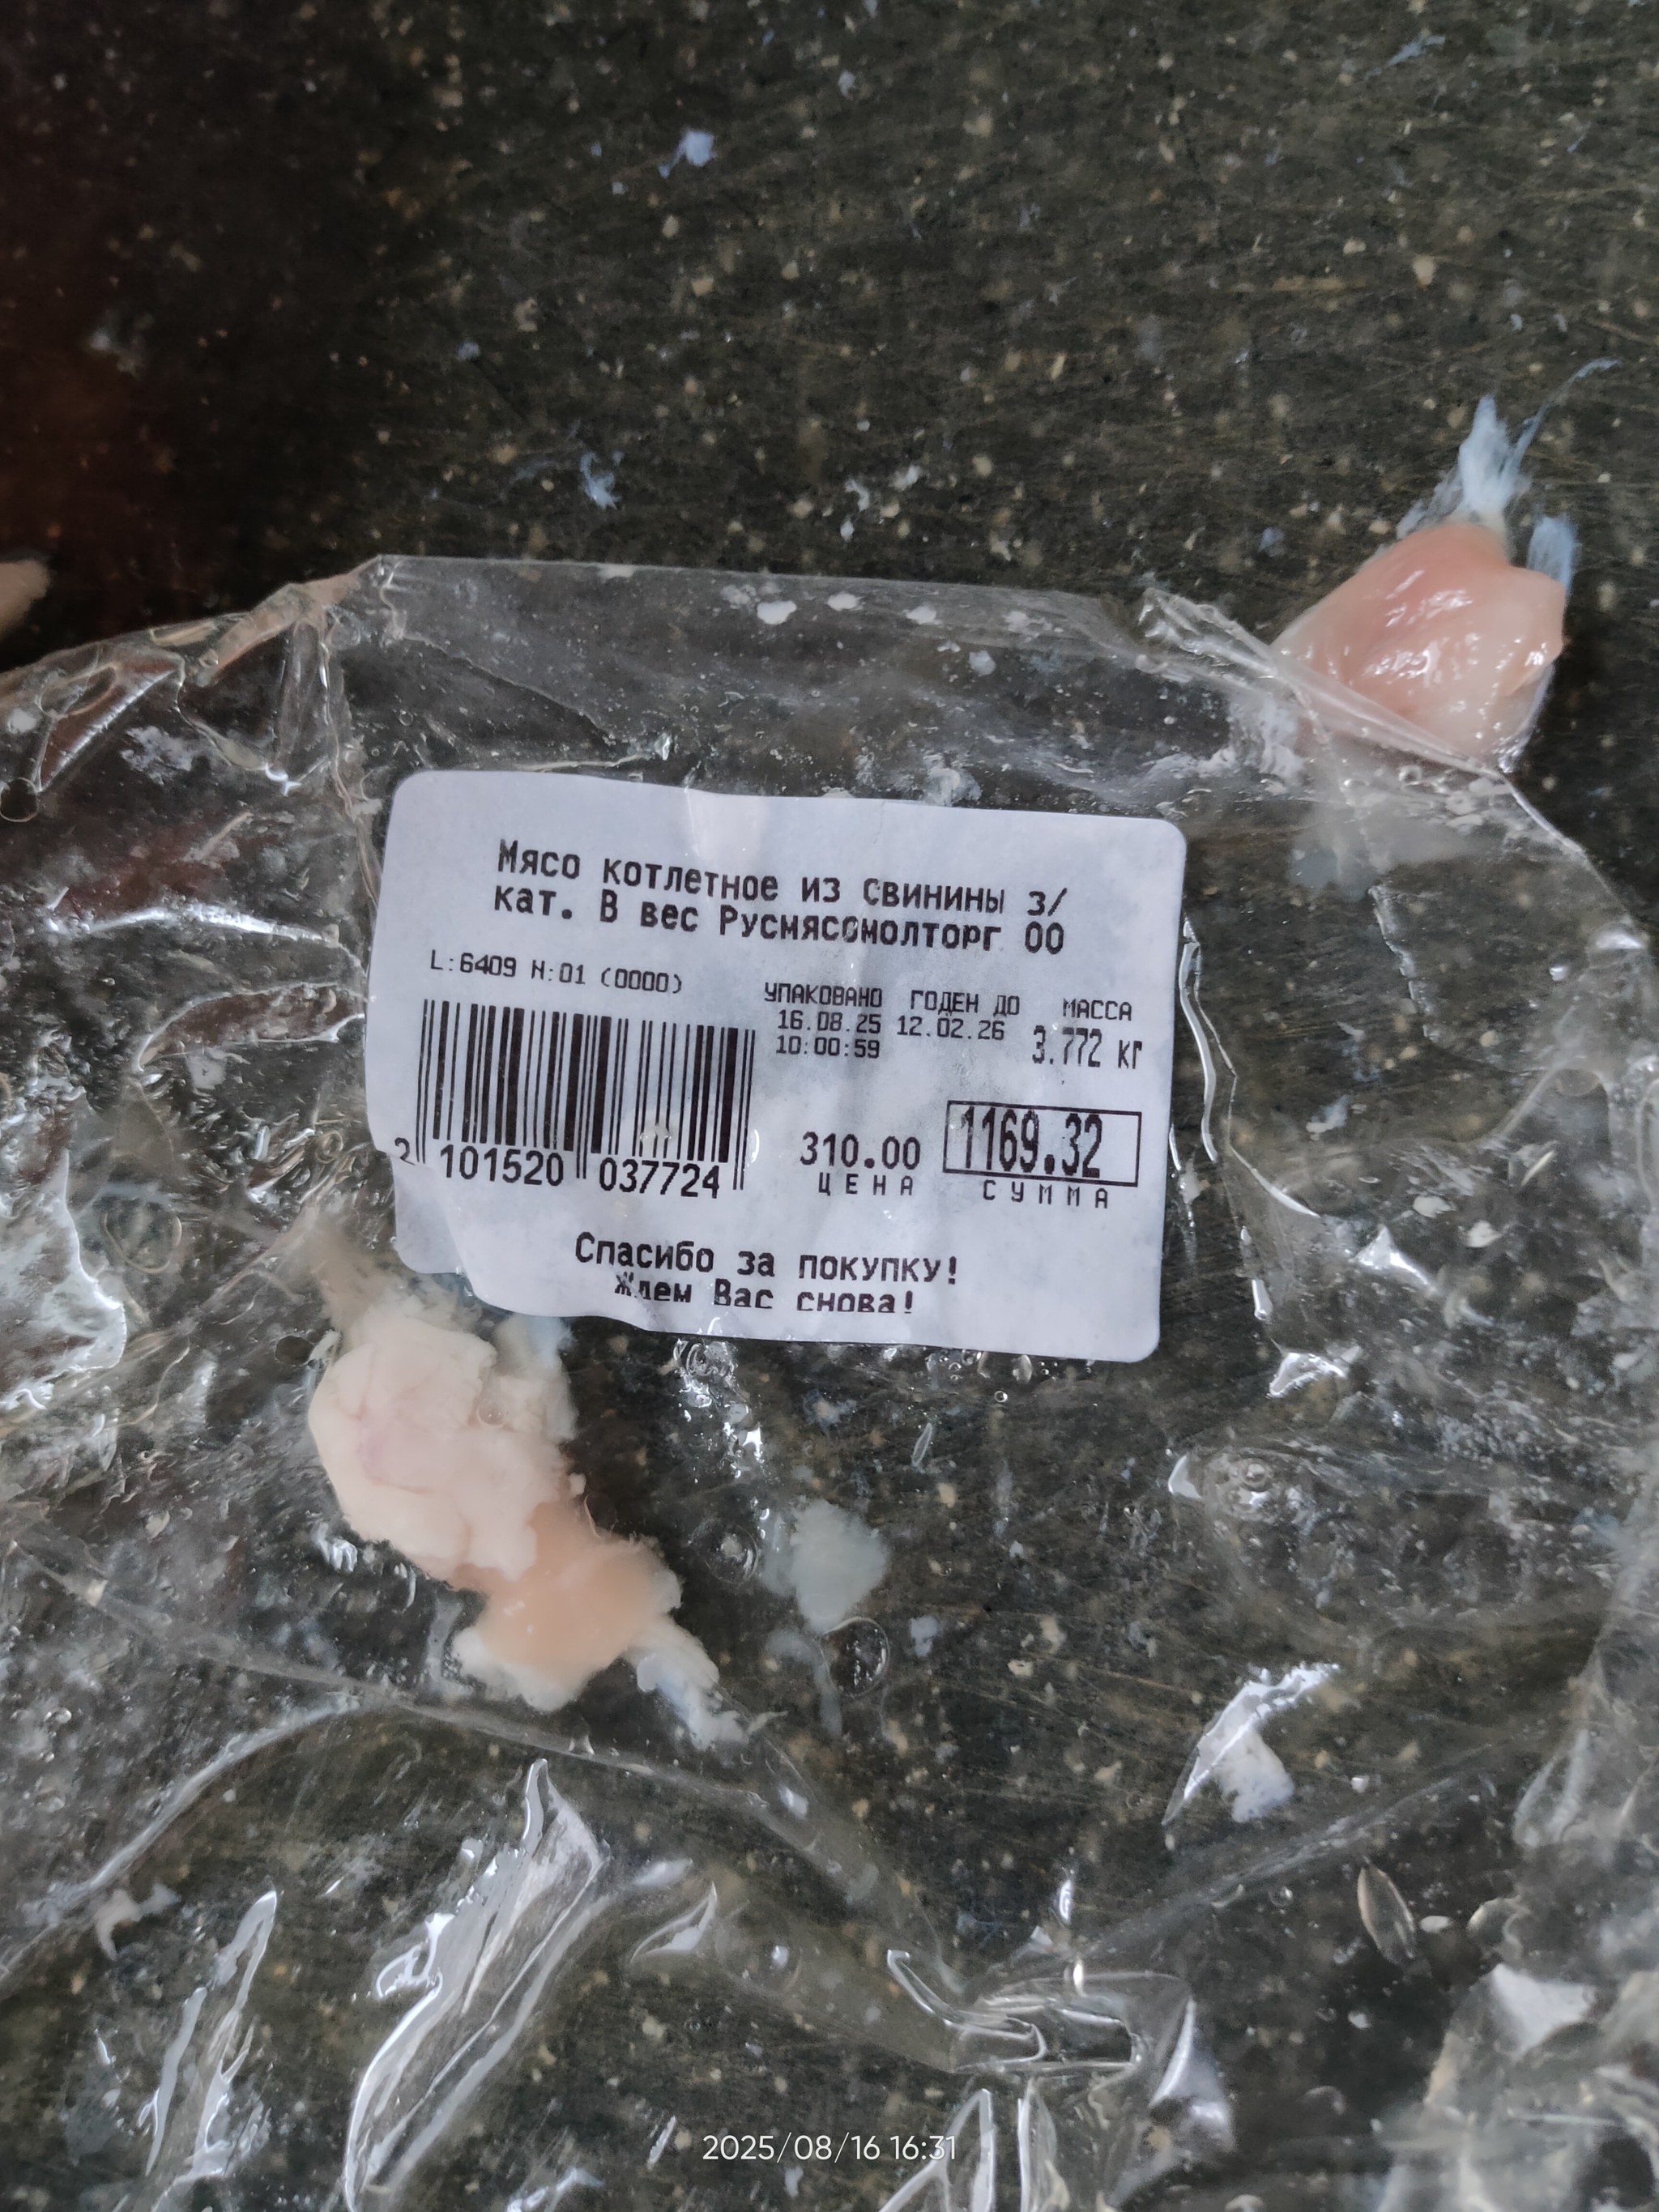 Мясо котлетное из Свинины з/
кат. В вес Русмясомолторг ОО
L:6409 Н:01 (0000)
УПАКОВАНО ГОДЕН ДО МАССА
16.08.25 12.02.26 3.772 кг
10:00:59
2 101520 037724
310.00 1169.32
ЦЕНА СУММА
Спасибо за покупку!
Ждем Вас снова!
2025/08/16 16:31